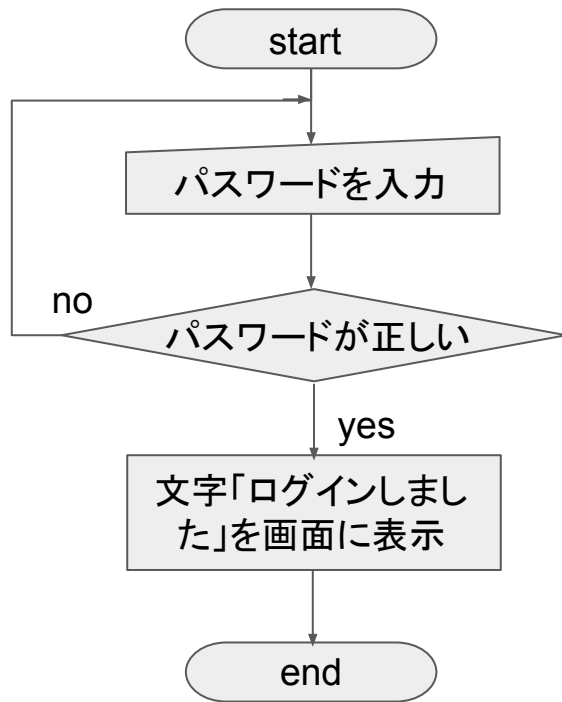 start
パスワードを入力
no
パスワードが正しい
yes
文字「ログインしまし
た」を画面に表示
end